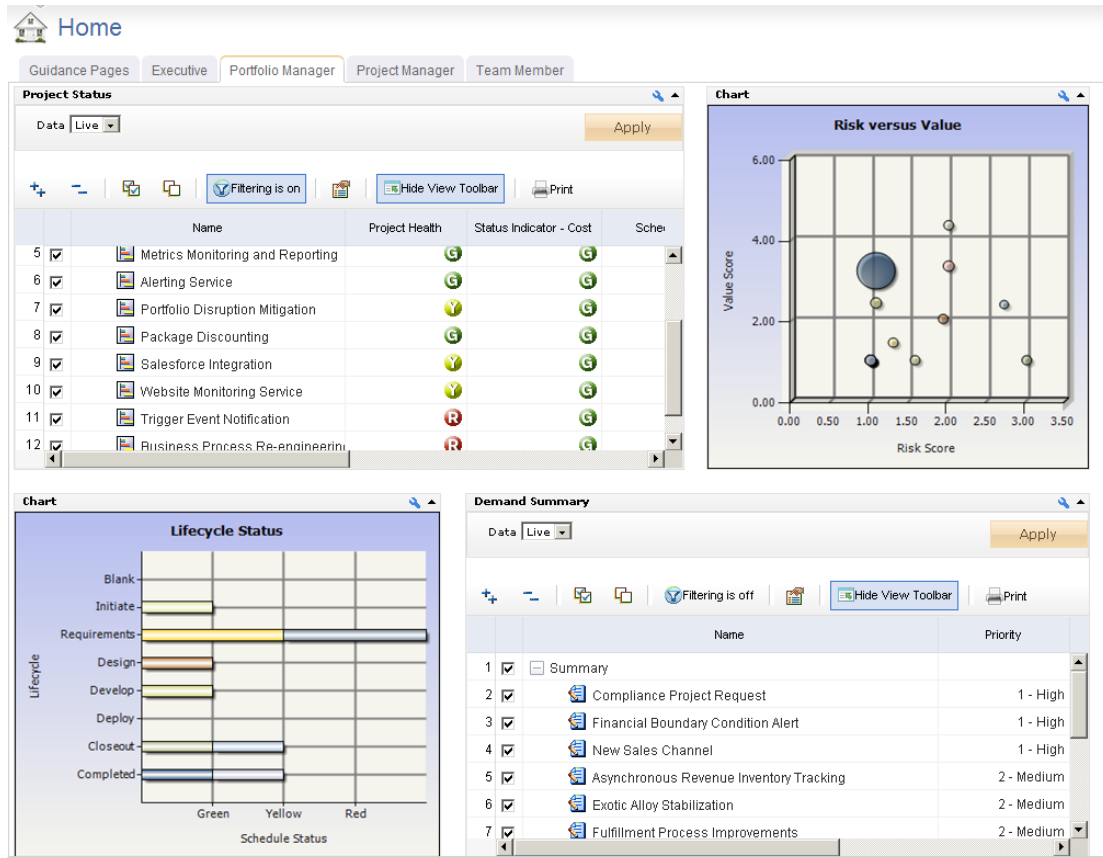 Home
Guidance Pages Executive Portfolio Manager Project Manager Team Member
Project Status
Data Live
Apply
Filtering is on Hide View Toolbar Print
Name Project Health Status Indicator - Cost
5 Metrics Monitoring and Reporting G G
6 Alerting Service G G
7 Portfolio Disruption Mitigation Y G
8 Package Discounting G G
9 Salesforce Integration Y G
10 Website Monitoring Service Y G
11 Trigger Event Notification R G
12 Business Process Re-engineerin R G
Chart
Risk versus Value
6.00
4.00
2.00
0.00
Value Score
0.00 0.50 1.00 1.50 2.00 2.50 3.00 3.50
Risk Score
Chart
Lifecycle Status
Blank
Initiate
Requirements
Design
Develop
Deploy
Closeout
Completed
Lifecycle
Green Yellow Red
Schedule Status
Demand Summary
Data Live
Apply
Filtering is off Hide View Toolbar Print
Name Priority
1 Summary
2 Compliance Project Request 1 - High
3 Financial Boundary Condition Alert 1 - High
4 New Sales Channel 1 - High
5 Asynchronous Revenue Inventory Tracking 2 - Medium
6 Exotic Alloy Stabilization 2 - Medium
7 Fulfillment Process Improvements 2 - Medium